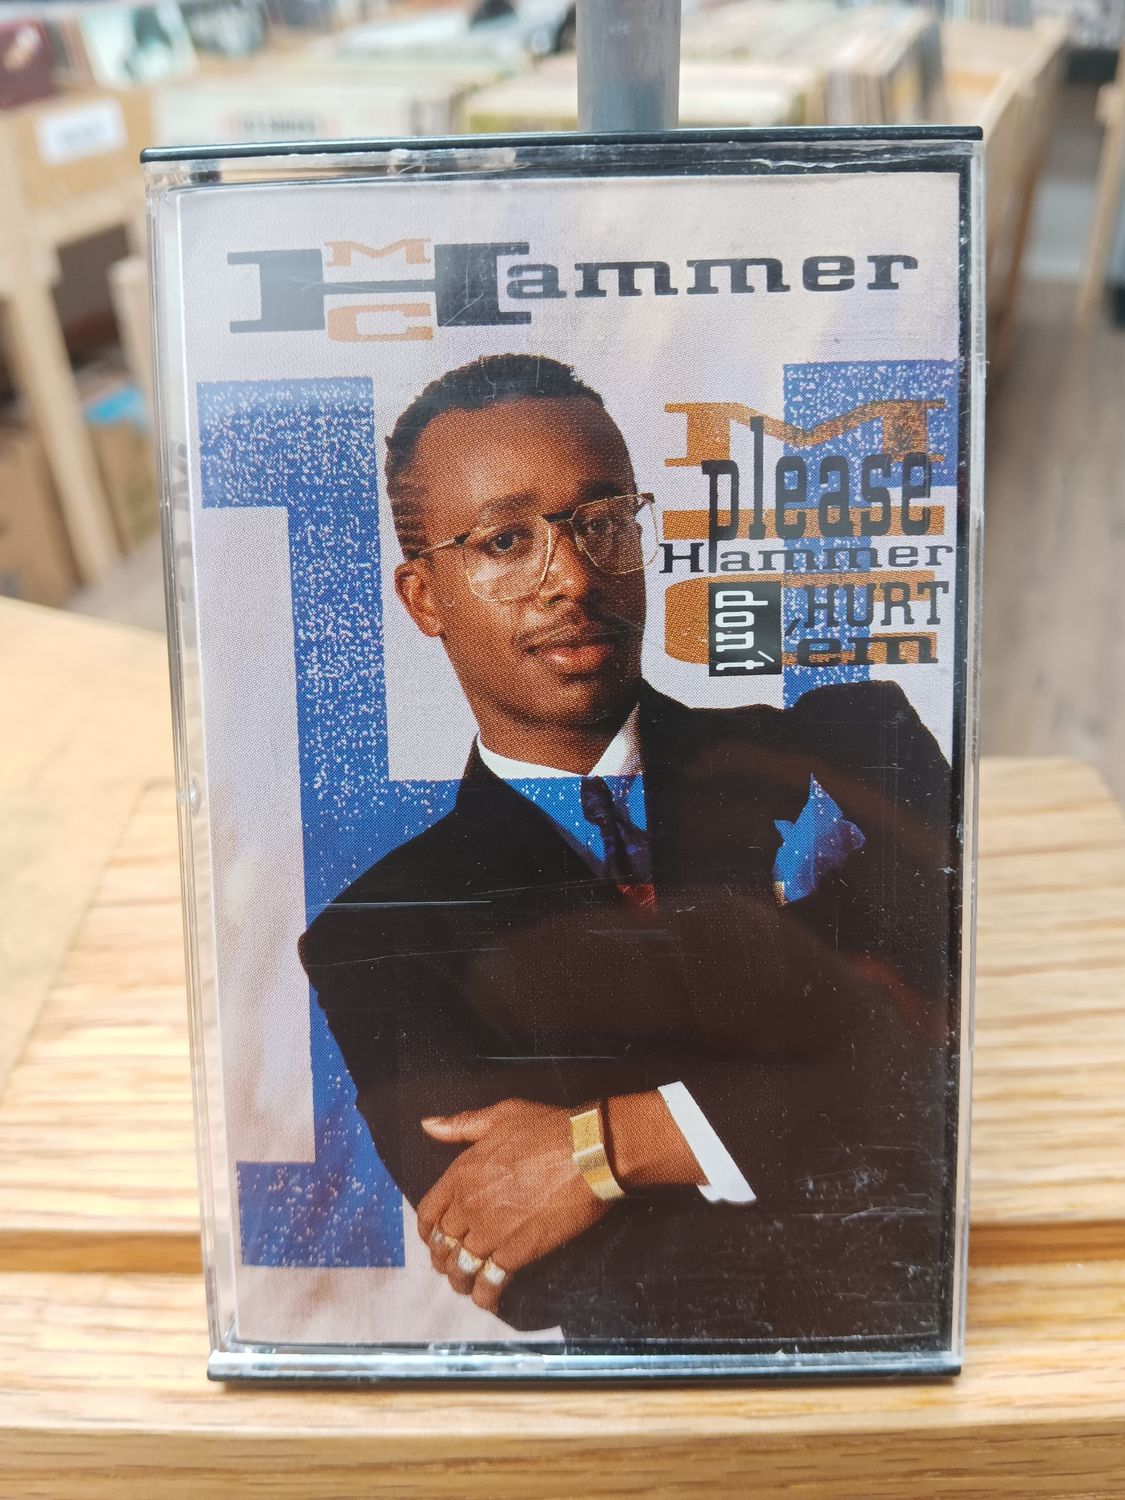 MC Hammer
please
Hammer
don't HURT
'em